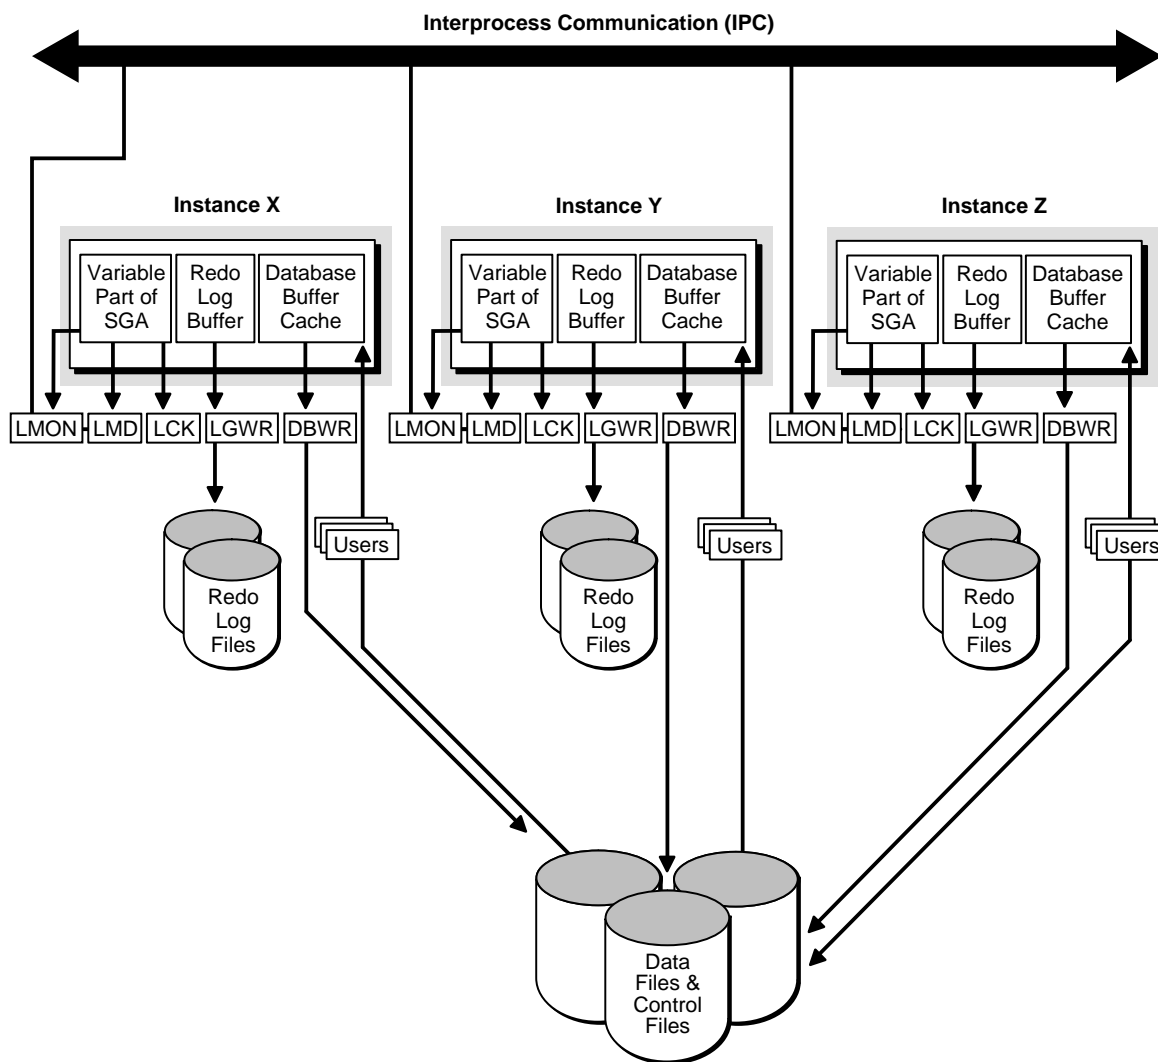 Interprocess Communication (IPC)
Instance X
Instance Y
Instance Z
Variable
Part of
SGA
Redo
Log
Buffer
Database
Buffer
Cache
Variable
Part of
SGA
Redo
Log
Buffer
Database
Buffer
Cache
Variable
Part of
SGA
Redo
Log
Buffer
Database
Buffer
Cache
LMON
LMD
LCK
LGWR
DBWR
LMON
LMD
LCK
LGWR
DBWR
LMON
LMD
LCK
LGWR
DBWR
Users
Users
Users
Redo
Log
Files
Redo
Log
Files
Redo
Log
Files
Data
Files &
Control
Files